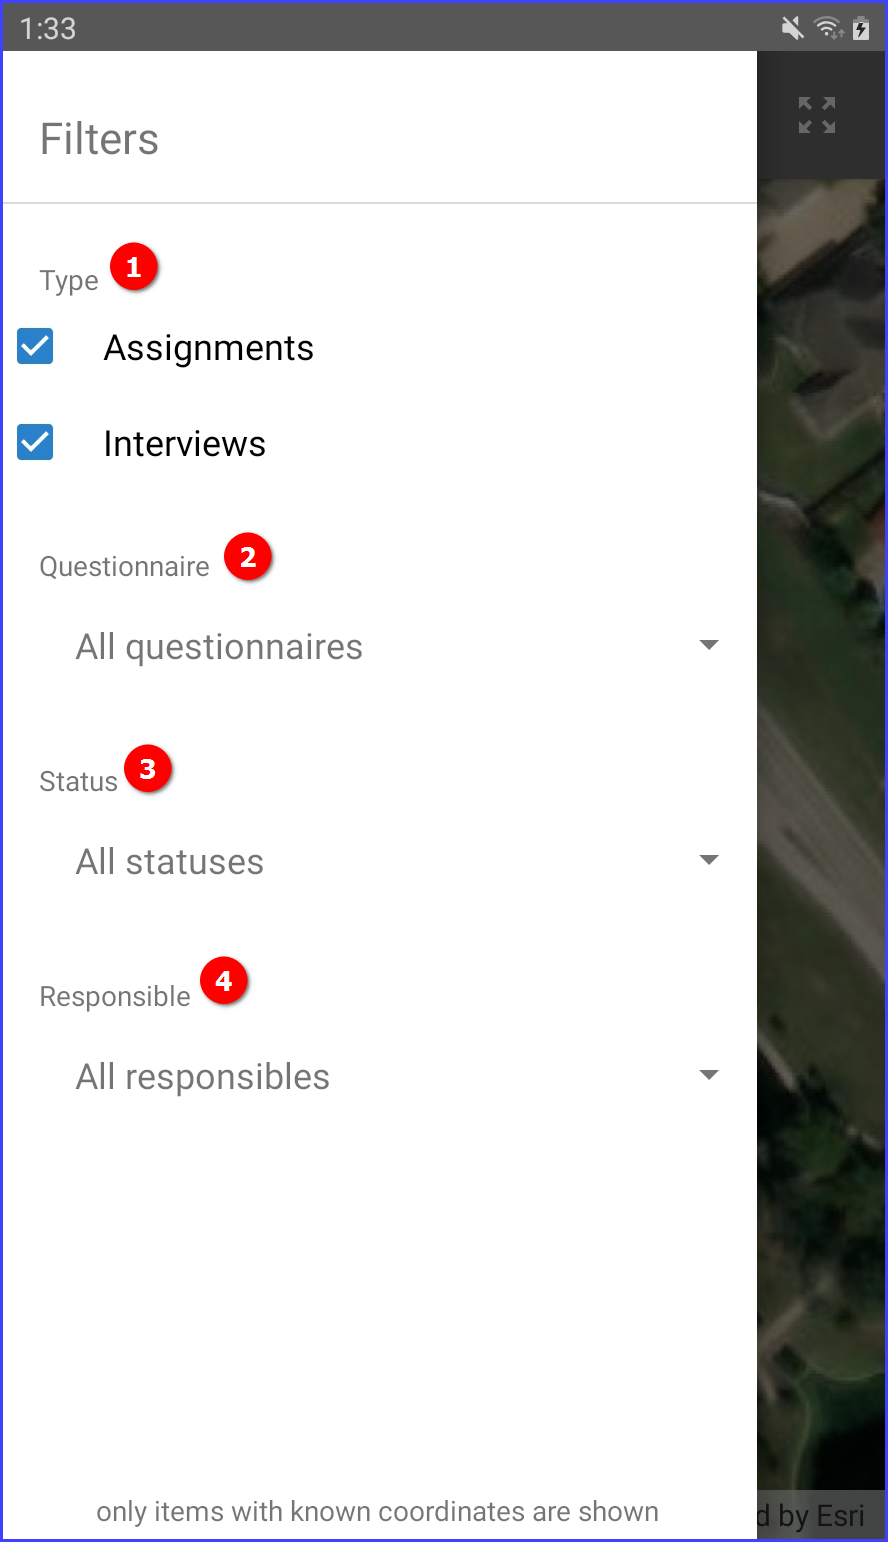 1:33
Filters
Type 1
Assignments
Interviews
Questionnaire 2
All questionnaires
Status 3
All statuses
Responsible 4
All responsibles
only items with known coordinates are shown
d by Esri